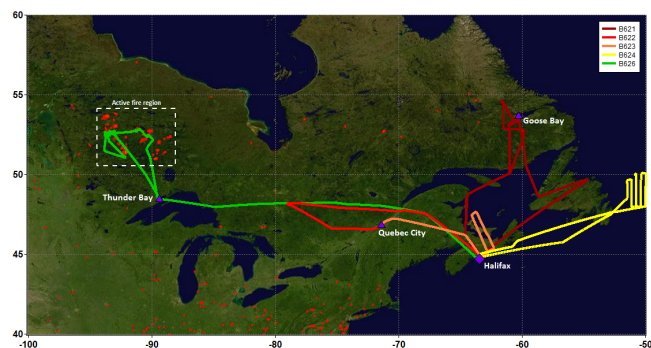 60
B621
B622
B623
B624
B626
55
Active fire region
Goose Bay
50
Thunder Bay
Quebec City
45
Halifax
40
-100
-90
-80
-70
-60
-50